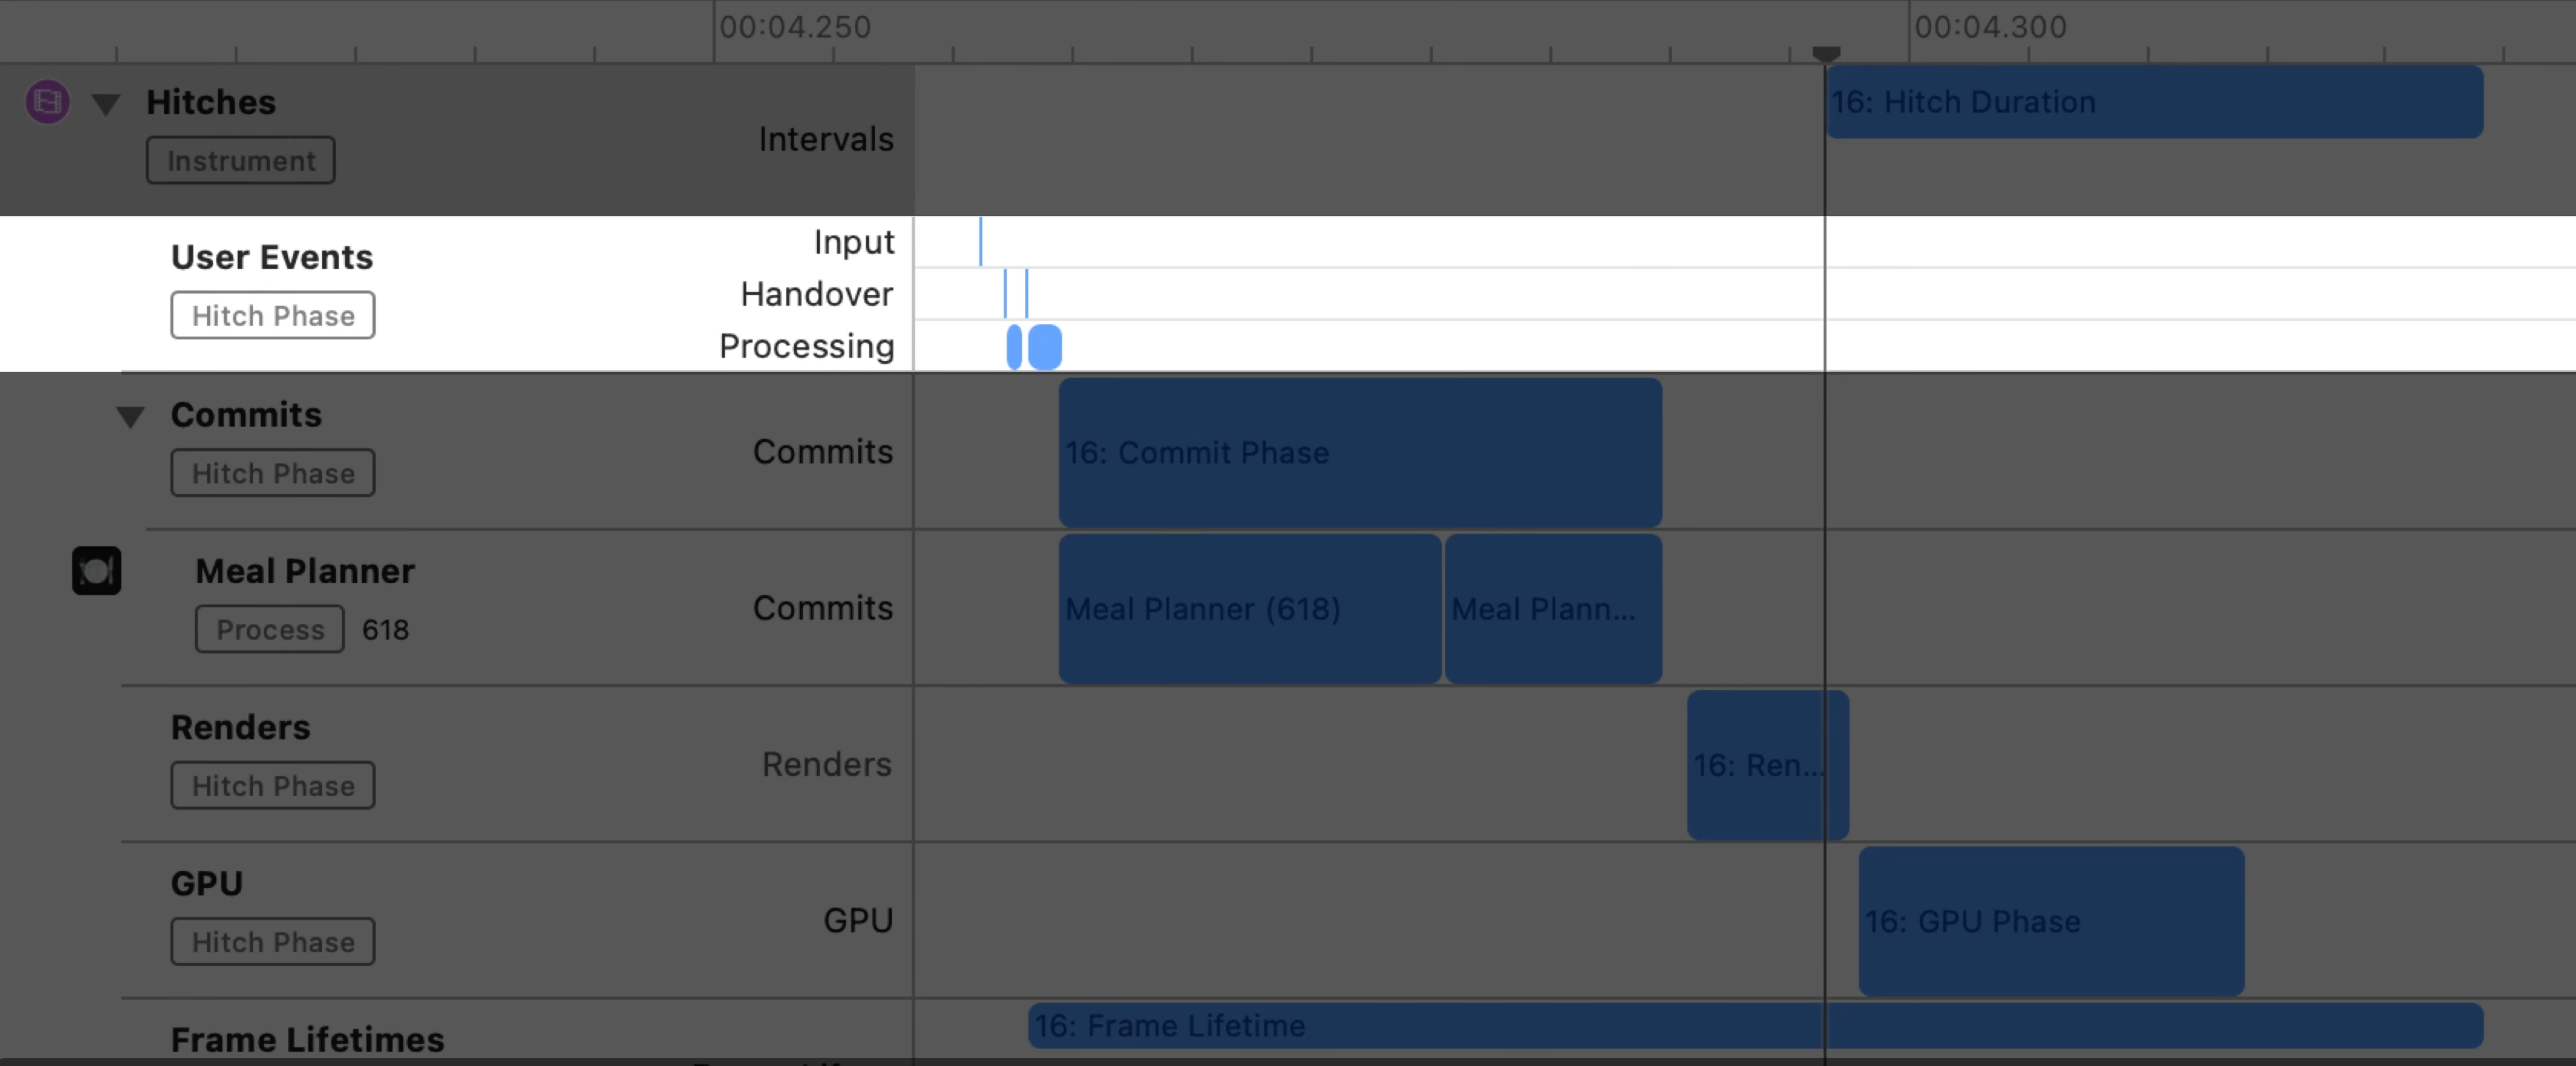 00:04.250
00:04.300
Hitches
Instrument
Intervals
16: Hitch Duration
User Events
Hitch Phase
Input
Handover
Processing
Commits
Hitch Phase
Commits
16: Commit Phase
Meal Planner
Process 618
Commits
Meal Planner (618)
Meal Plann...
Renders
Hitch Phase
Renders
16: Ren...
GPU
Hitch Phase
GPU
16: GPU Phase
Frame Lifetimes
16: Frame Lifetime